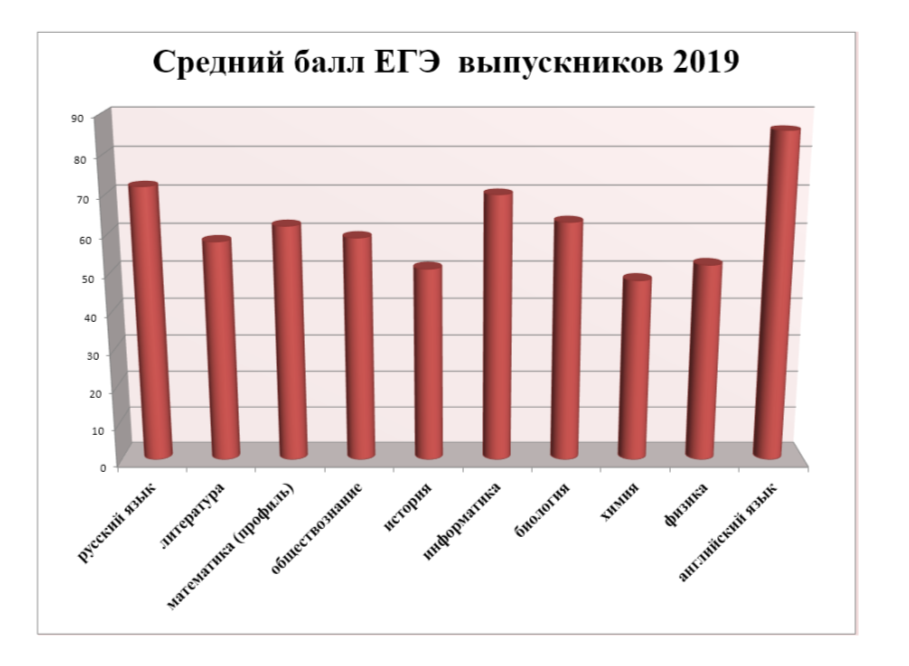 Средний балл ЕГЭ выпускников 2019
90
80
70
60
50
40
30
20
10
0
русский язык
литература
математика (профиль)
обществознание
история
информатика
биология
химия
физика
английский язык